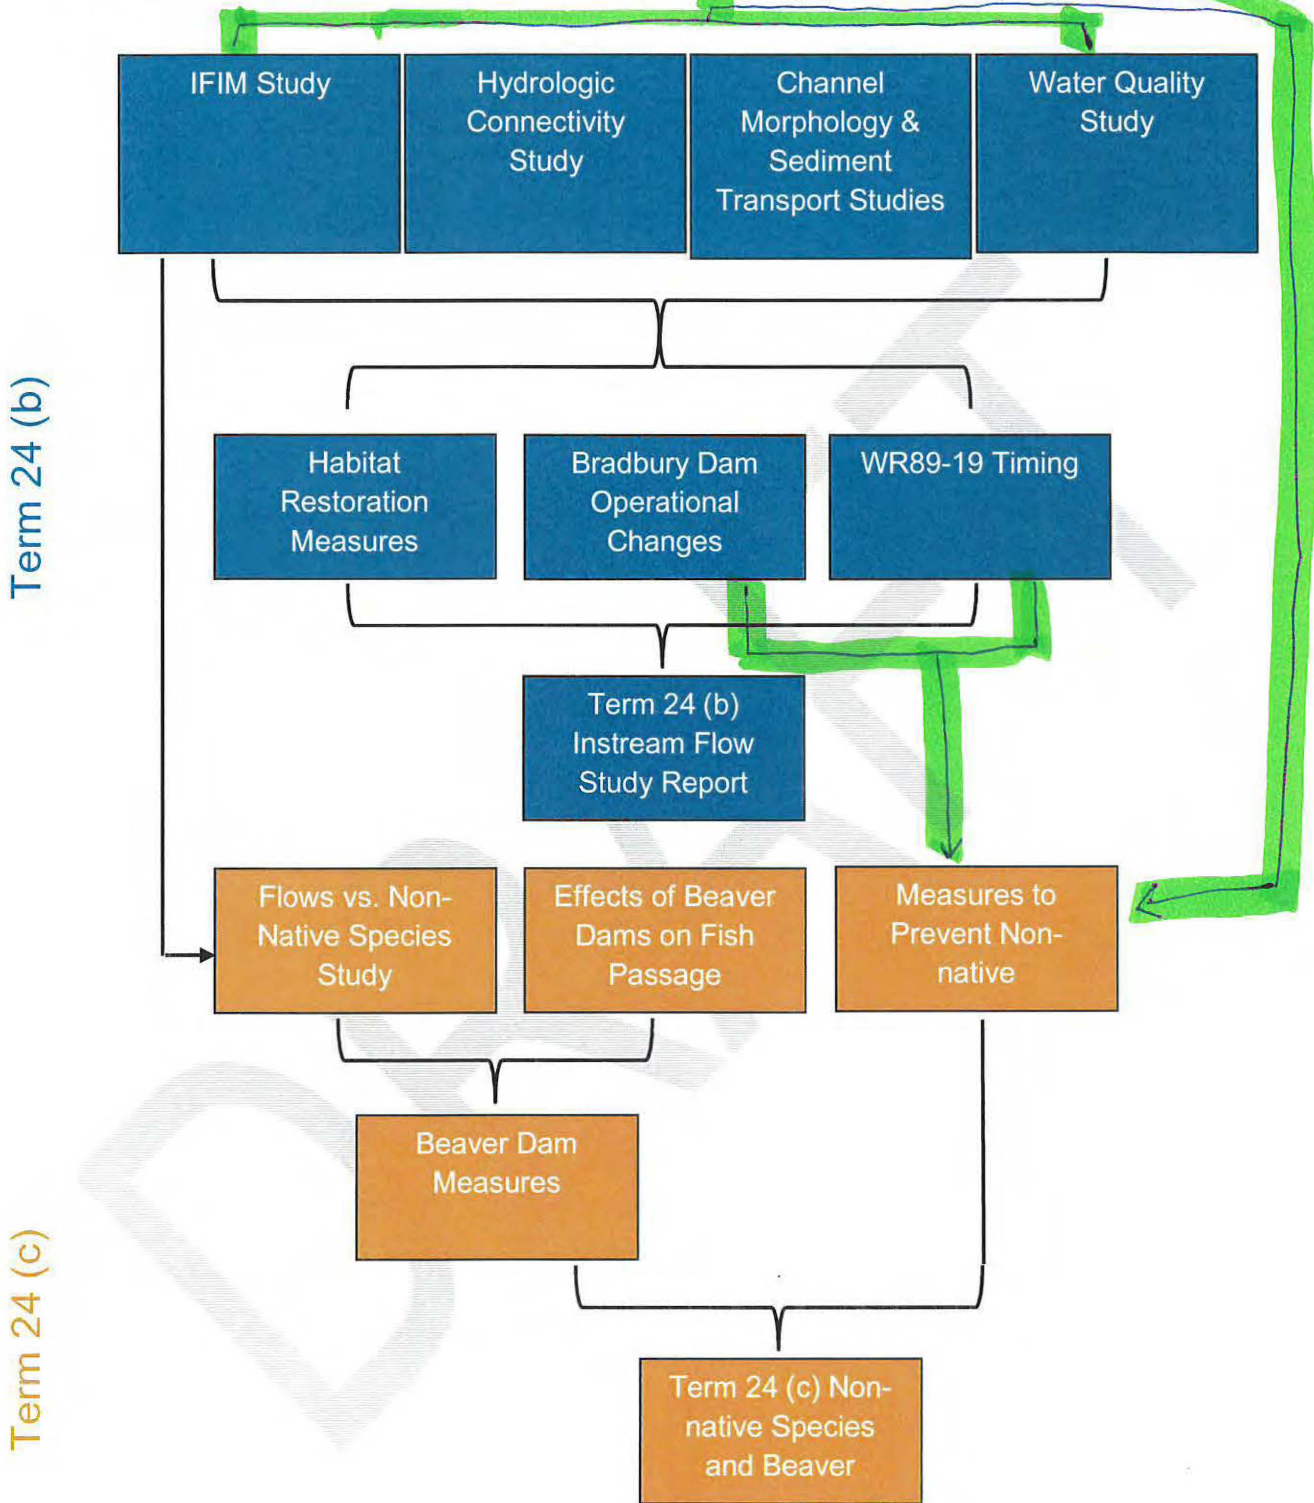 IFIM Study
Hydrologic
Connectivity
Study
Channel
Morphology &
Sediment
Transport Studies
Water Quality
Study
Term 24 (b)
Habitat
Restoration
Measures
Bradbury Dam
Operational
Changes
WR89-19 Timing
Term 24 (b)
Instream Flow
Study Report
Flows vs. Non-
Native Species
Study
Effects of Beaver
Dams on Fish
Passage
Measures to
Prevent Non-
native
Beaver Dam
Measures
Term 24 (c)
Term 24 (c) Non-
native Species
and Beaver
DRAFT